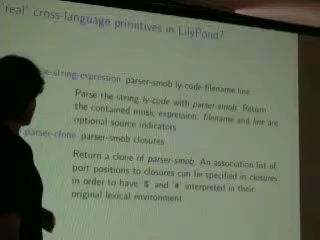 'real' cross-language primitives in LilyPond?
e-string-expression parser-smob ly-code filename line
Parse the string ly-code with parser-smob. Return
the contained music expression. filename and line are
optional source indicators
parser-clone parser-smob closures
Return a clone of parser-smob. An association list of
port positions to closures can be specified in closures
in order to have $ and # interpreted in their
original lexical environment.